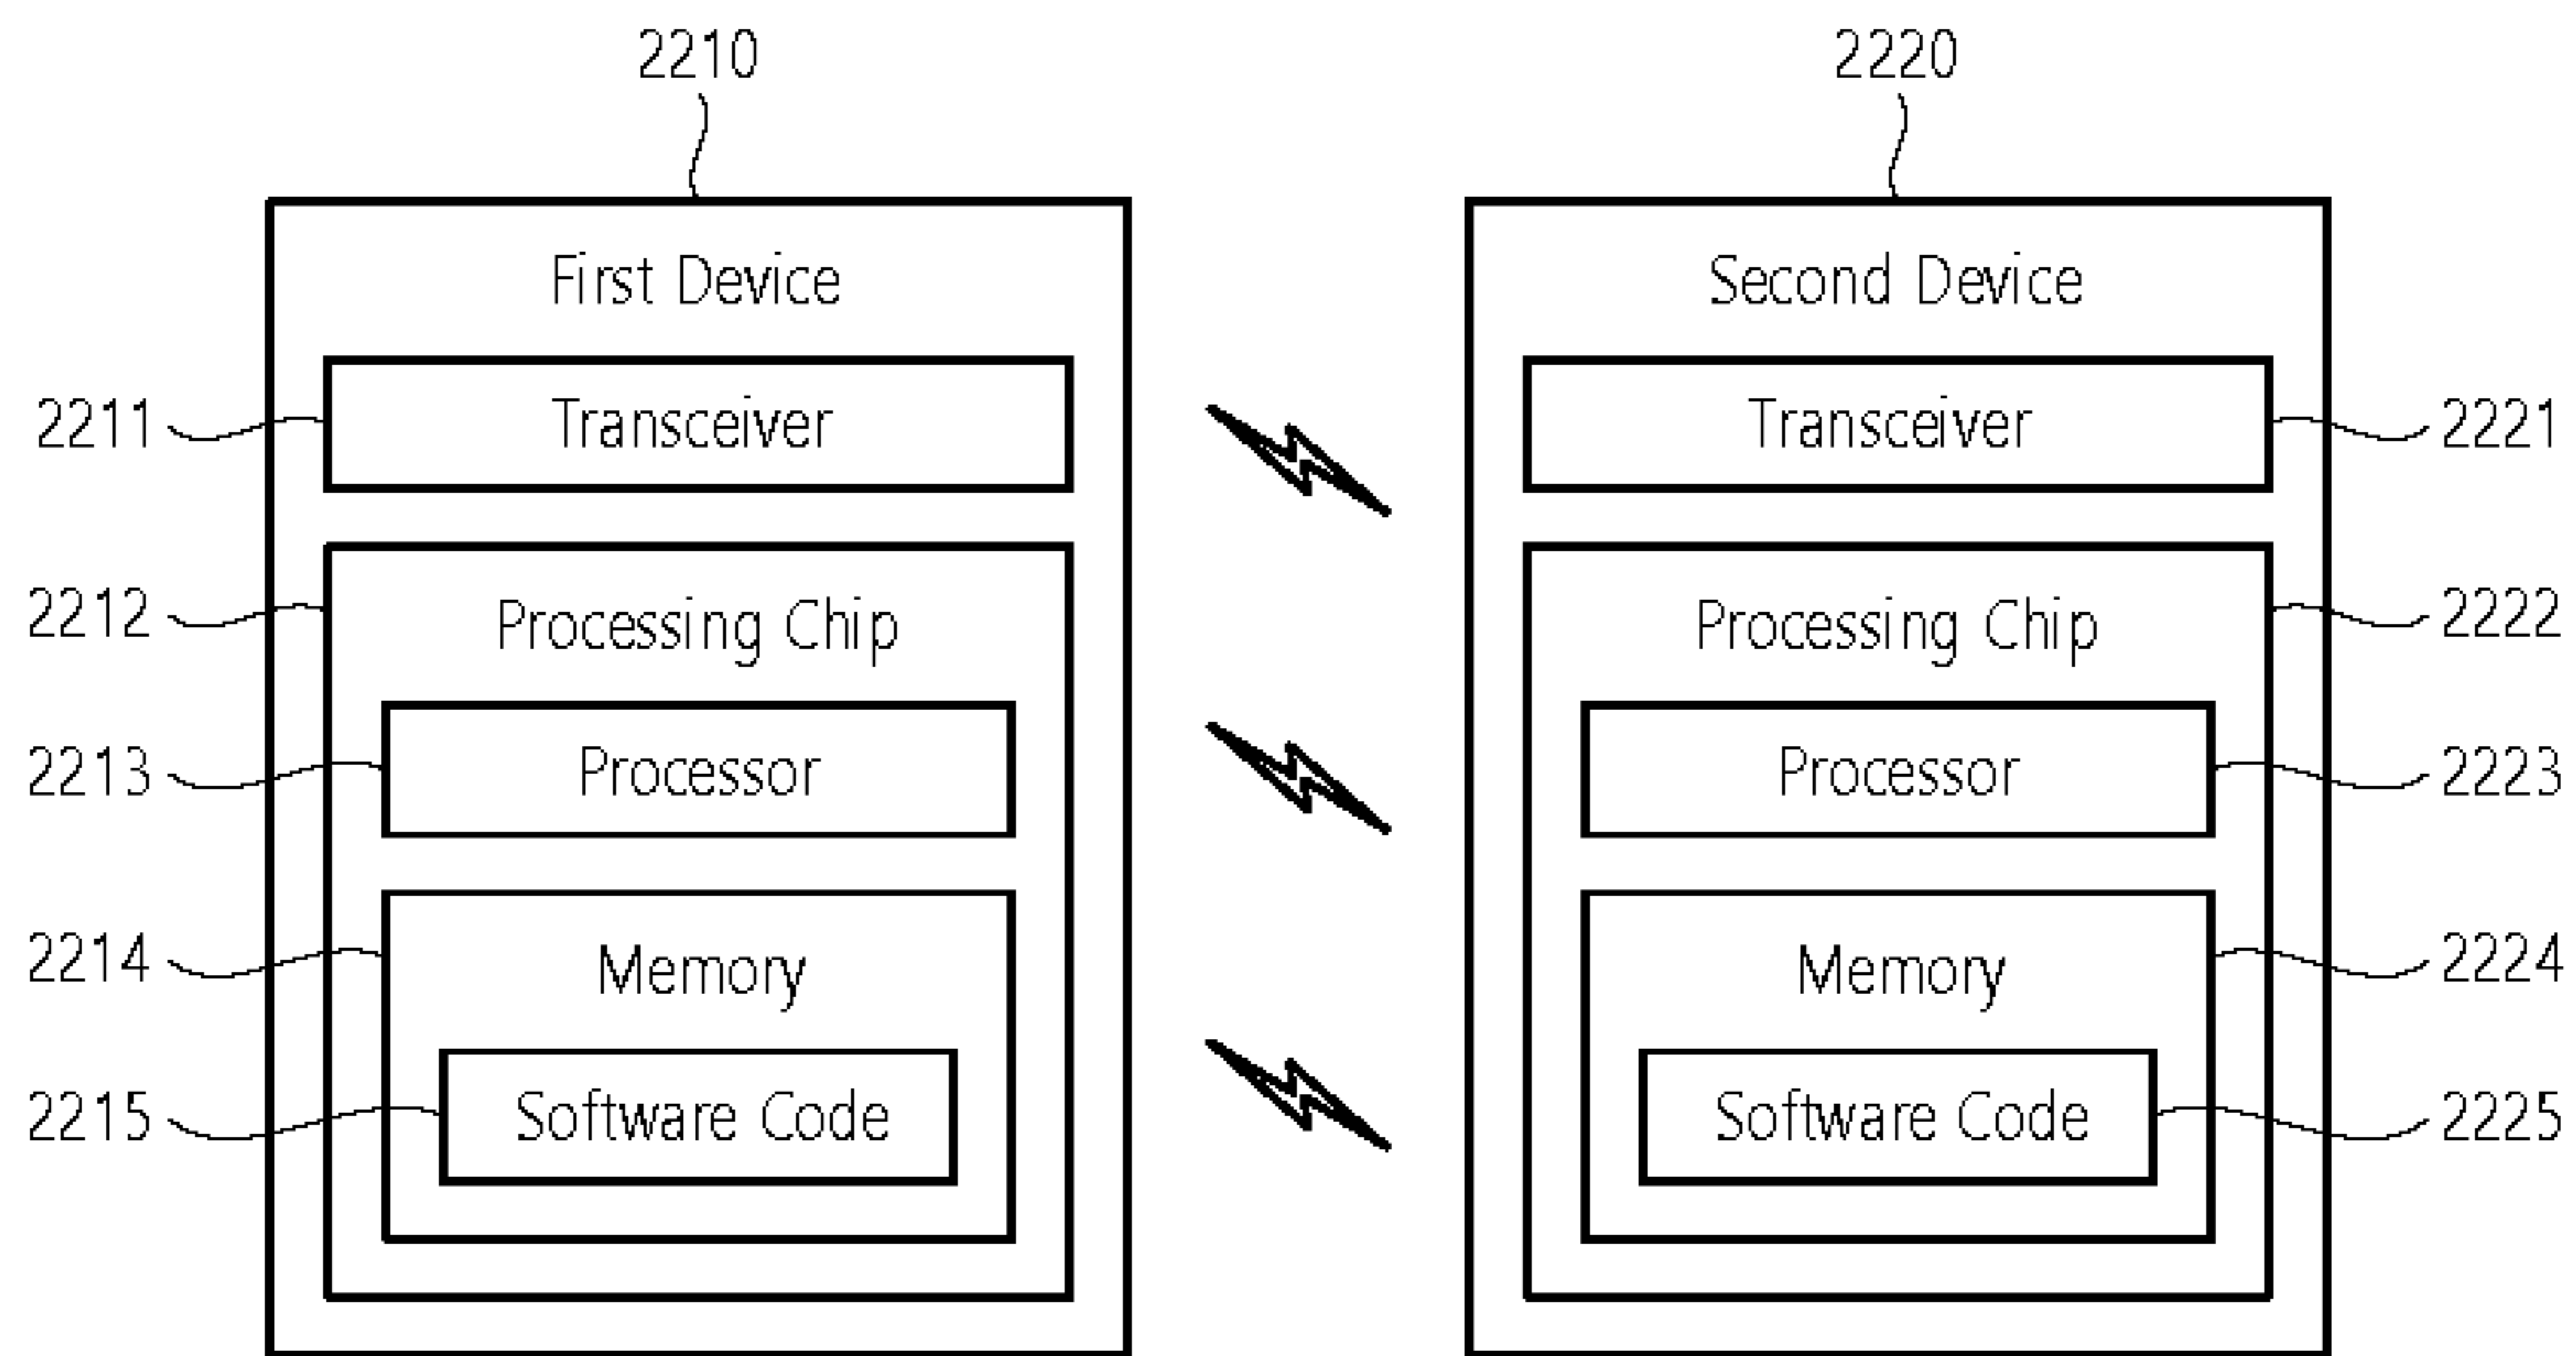 2210
2220
First Device
Second Device
2211
Transceiver
Transceiver
2221
2212
Processing Chip
Processing Chip
2222
2213
Processor
Processor
2223
2214
Memory
Memory
2224
2215
Software Code
Software Code
2225